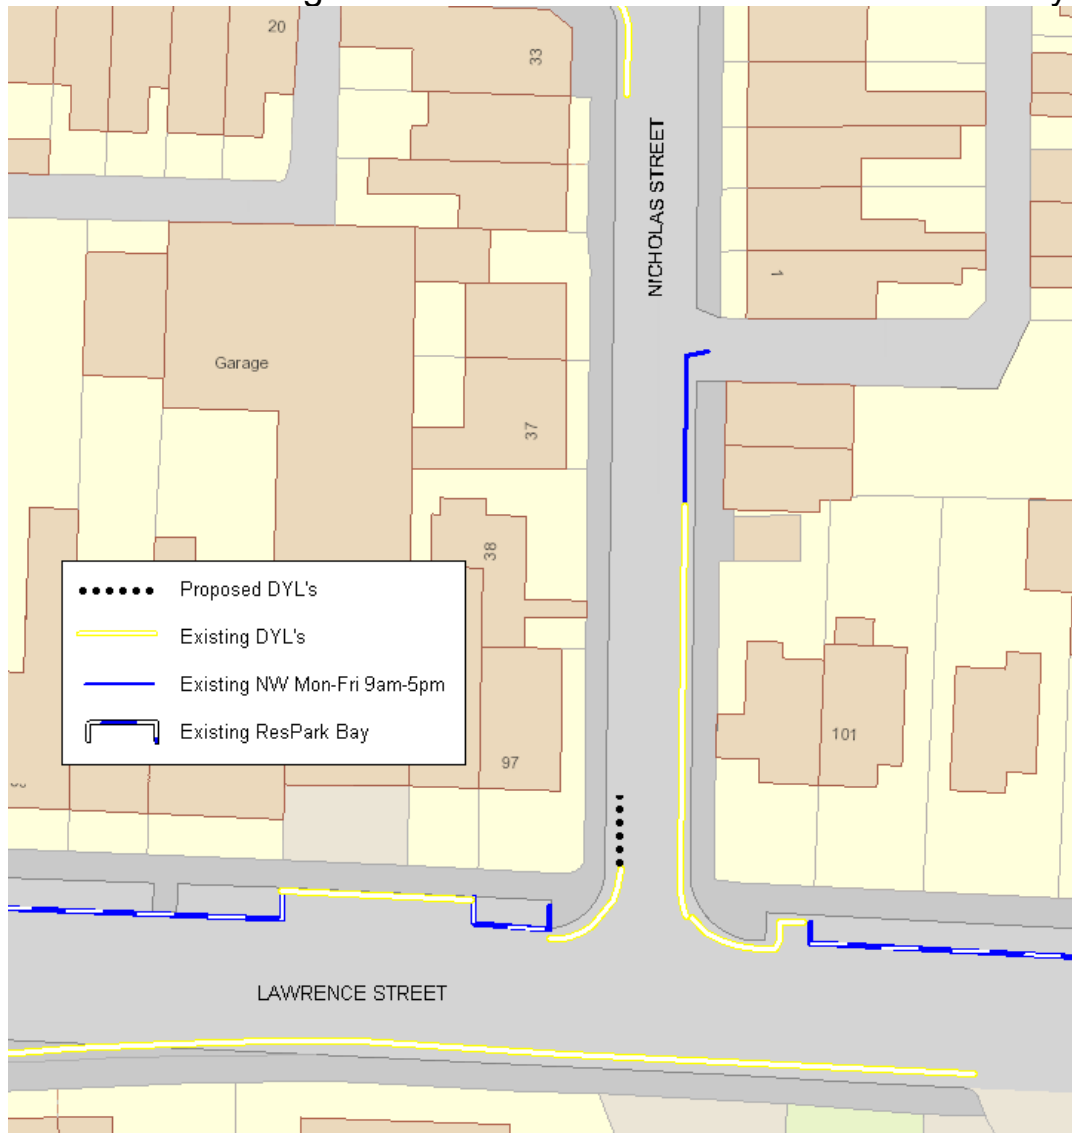 20
33
NICHOLAS STREET
1
Garage
37
38
Proposed DYL's
Existing DYL's
Existing NW Mon-Fri 9am-5pm
Existing ResPark Bay
101
97
LAWRENCE STREET